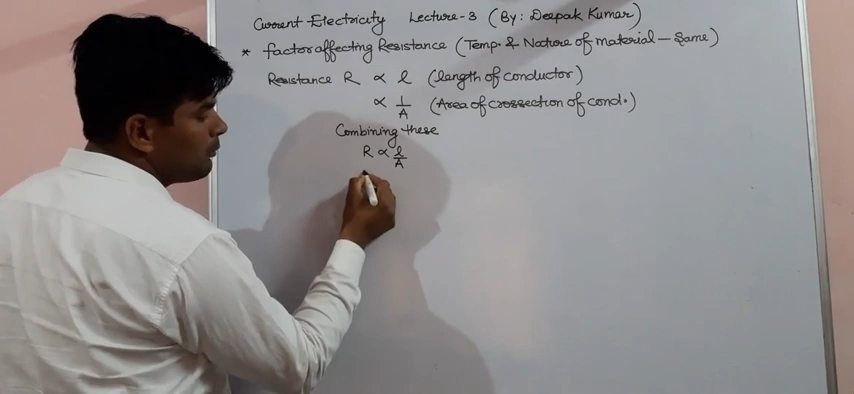 Current Electricity Lecture-3 (By: Deepak Kumar)
* factors affecting Resistance (Temp. & Nature of material - Same)
Resistance R ∝ l (length of conductor)
∝ 1/A (Area of crossection of cond.)
Combining these
R ∝ l/A